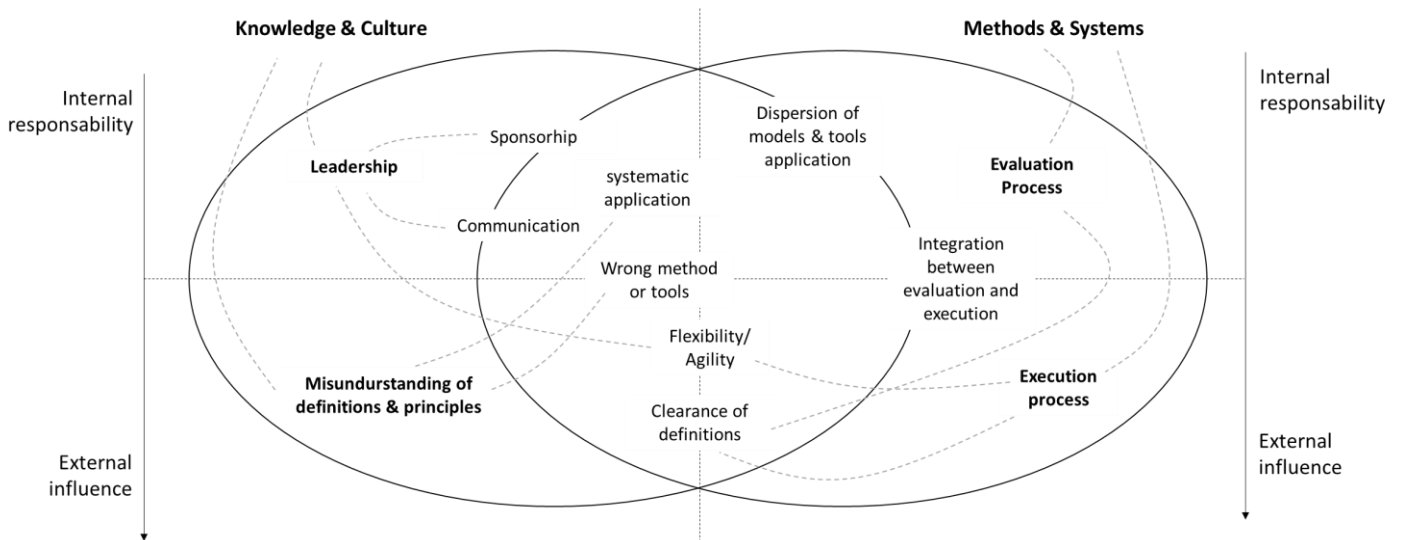 Knowledge & Culture
Methods & Systems
Internal
responsability
Internal
responsability
Sponsorhip
Leadership
Communication
systematic
application
Dispersion of
models & tools
application
Evaluation
Process
Wrong method
or tools
Integration
between
evaluation and
execution
Flexibility/
Agility
Misundurstanding of
definitions & principles
Execution
process
Clearance of
definitions
External
influence
External
influence